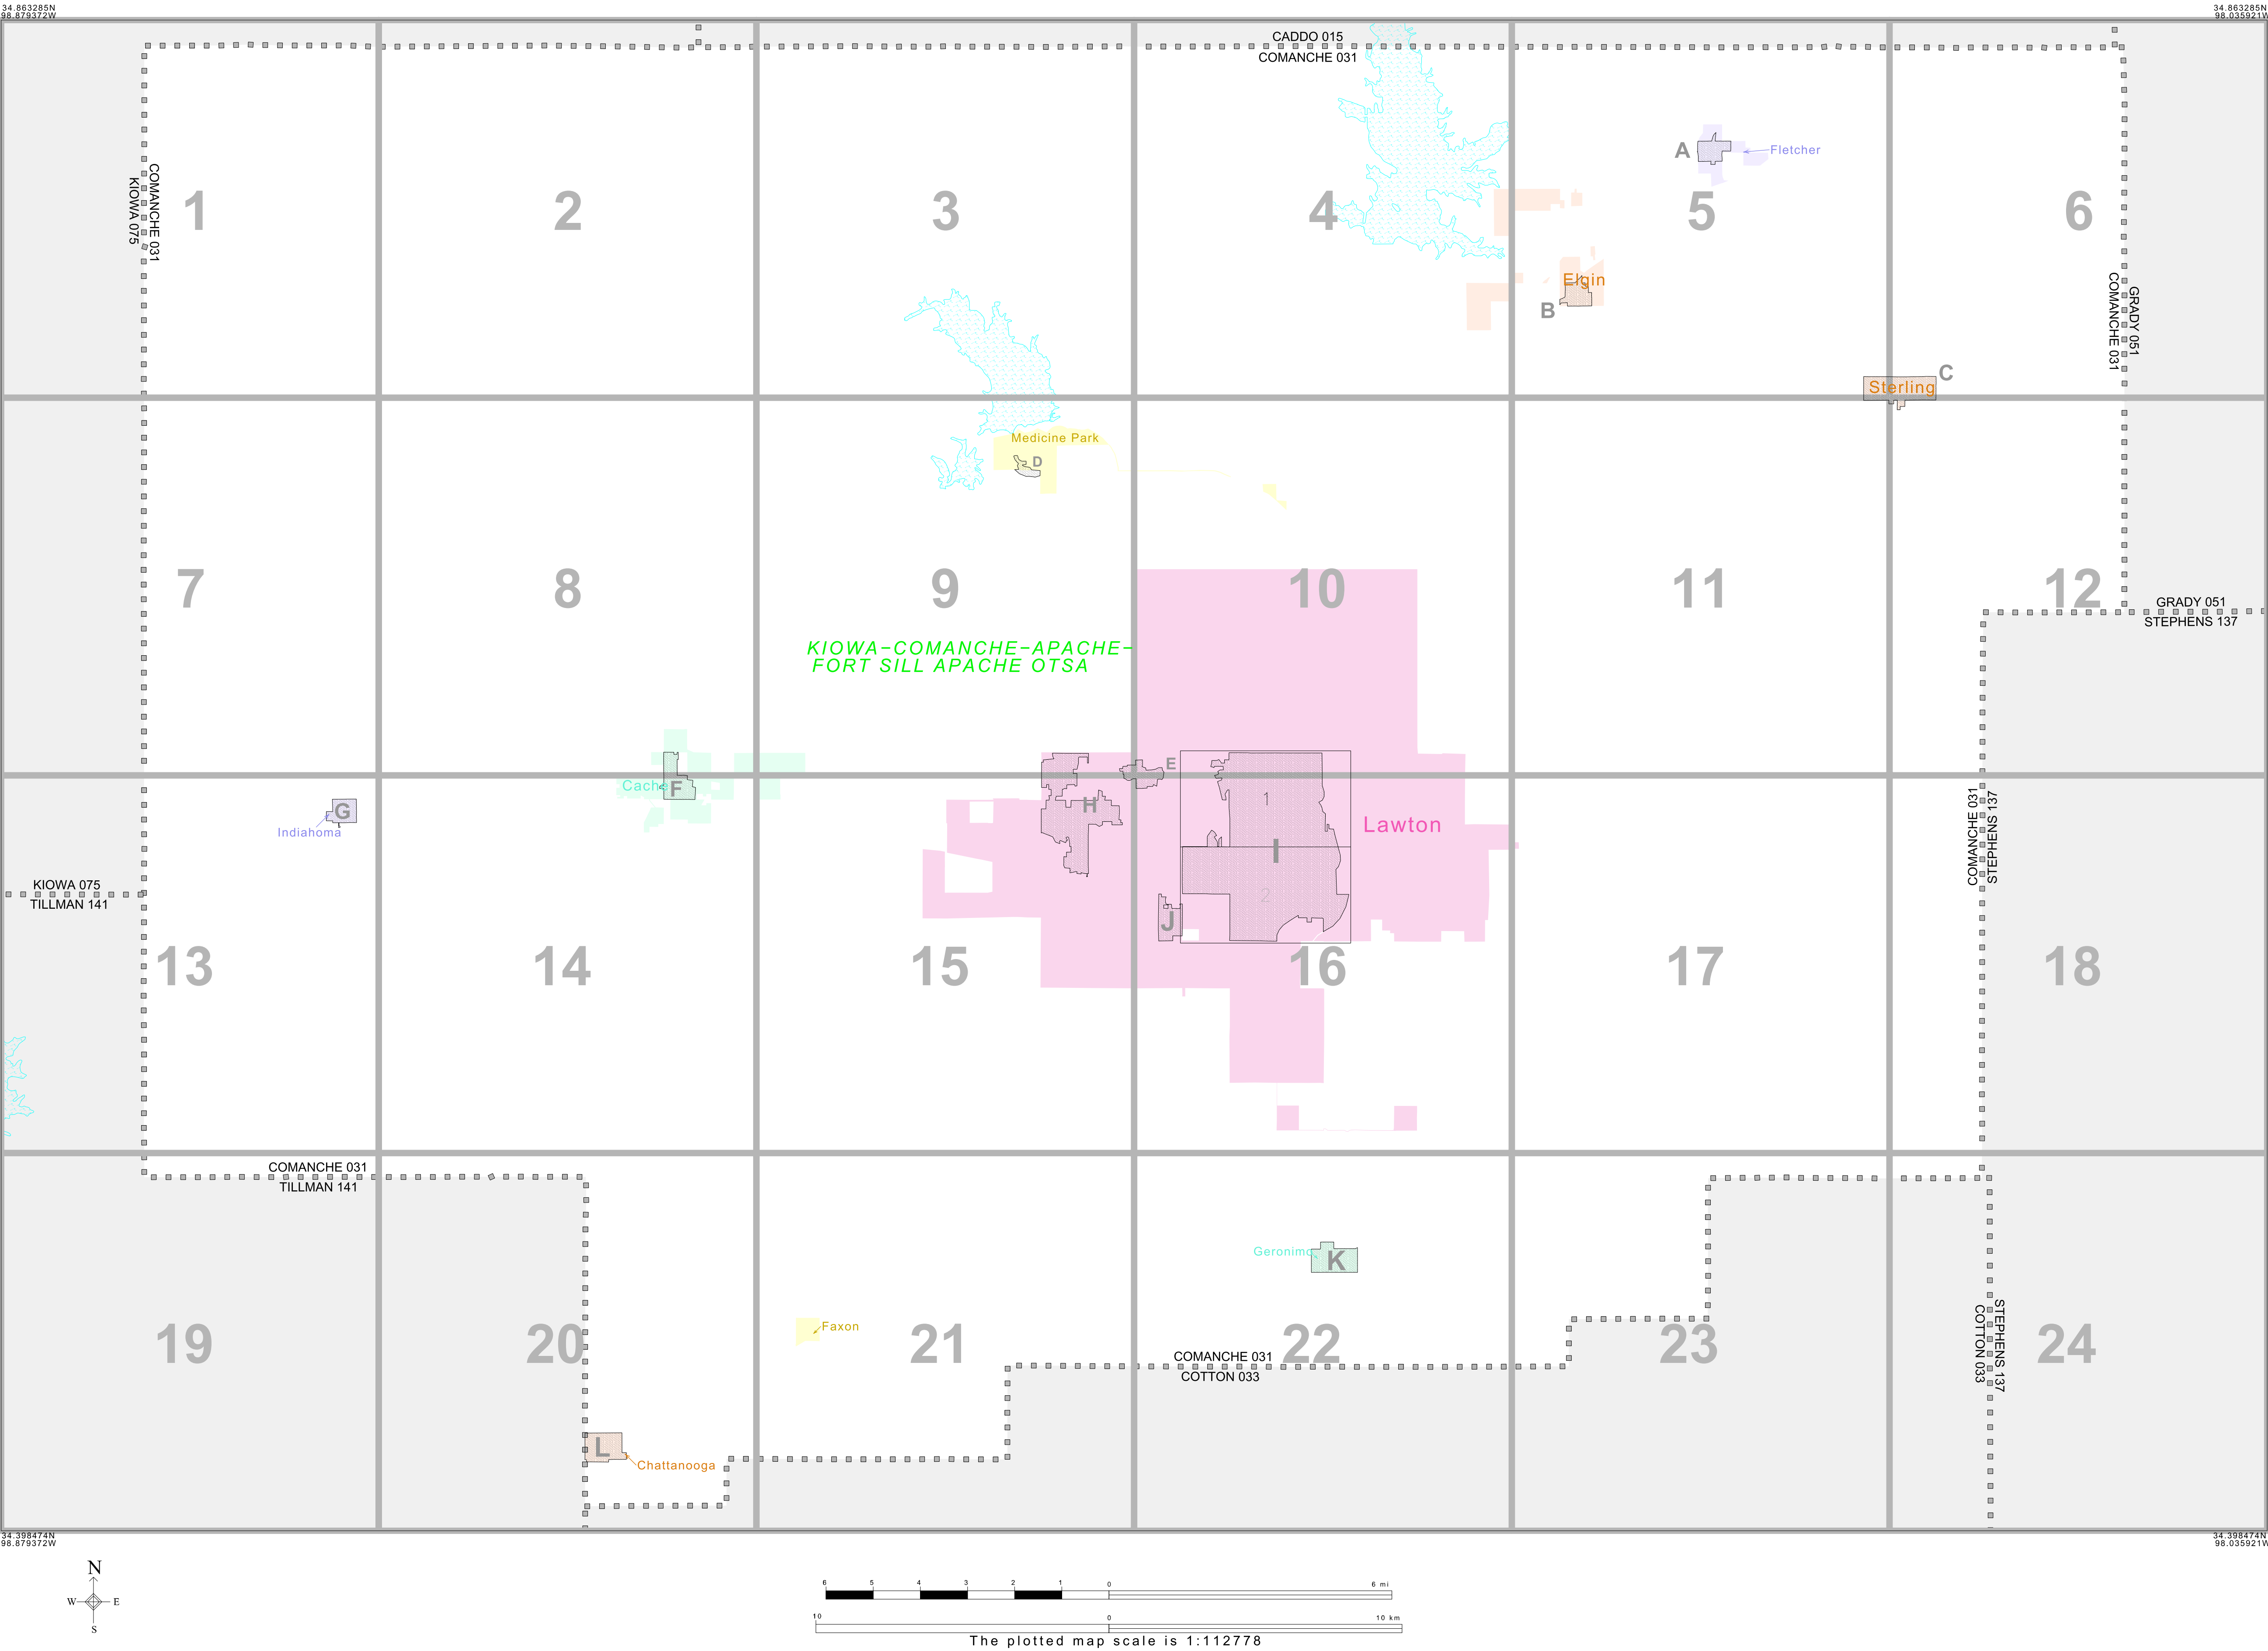 34.863285N
98.879372W
34.863285N
98.035921W
CADDO 015
COMANCHE 031
KIOWA 075
COMANCHE 031
1
2
3
4
5
6
A
Fletcher
Elgin
B
COMANCHE 031
GRADY 051
Sterling
C
Medicine Park
D
7
8
9
10
11
12
GRADY 051
STEPHENS 137
KIOWA-COMANCHE-APACHE-
FORT SILL APACHE OTSA
E
Cache
F
G
Indiahoma
H
1
I
2
Lawton
COMANCHE 031
STEPHENS 137
KIOWA 075
TILLMAN 141
J
13
14
15
16
17
18
COMANCHE 031
TILLMAN 141
Geronimo
K
Faxon
19
20
21
22
23
24
COMANCHE 031
COTTON 033
COTTON 033
STEPHENS 137
L
Chattanooga
34.398474N
98.879372W
34.398474N
98.035921W
N
W
E
S
6
5
4
3
2
1
0
6 mi
10
0
10 km
The plotted map scale is 1:112778